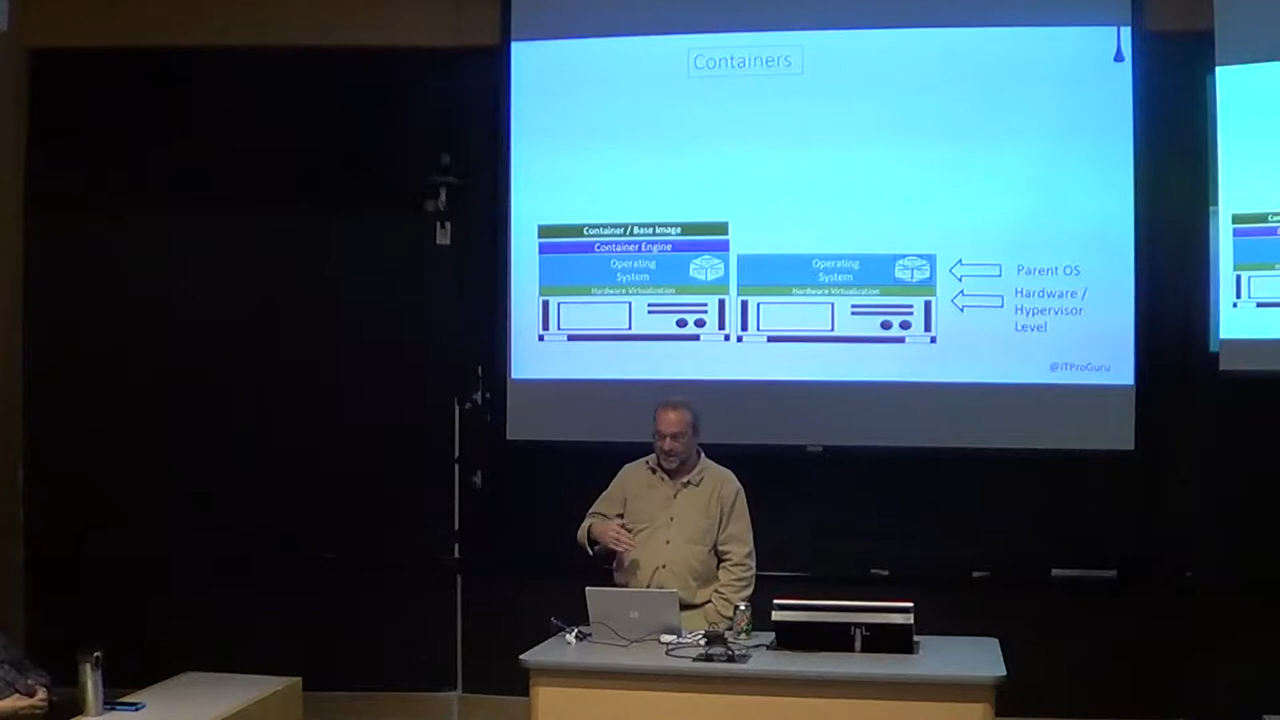 Containers
Container / Base Image
Container Engine
Operating
System
Hardware Virtualization
Operating
System
Hardware Virtualization
Parent OS
Hardware /
Hypervisor
Level
@ITProGuru